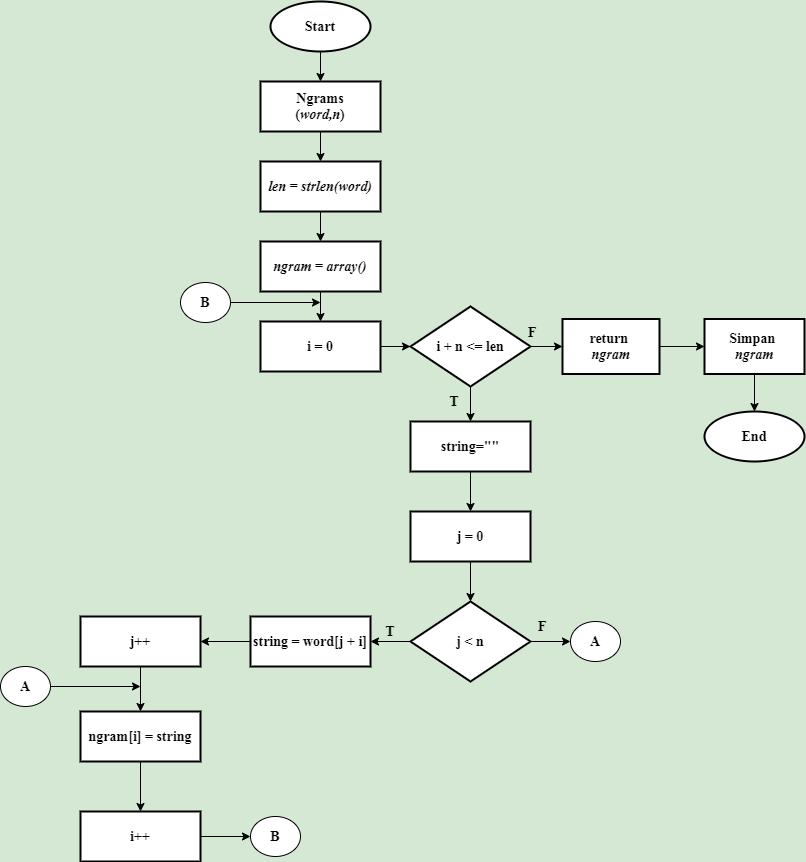 Start
Ngrams
(word,n)
len = strlen(word)
ngram = array()
B
i = 0
i + n <= len
F
return
ngram
Simpan
ngram
End
T
string=""
j = 0
j < n
F
A
T
string = word[j + i]
j++
A
ngram[i] = string
i++
B